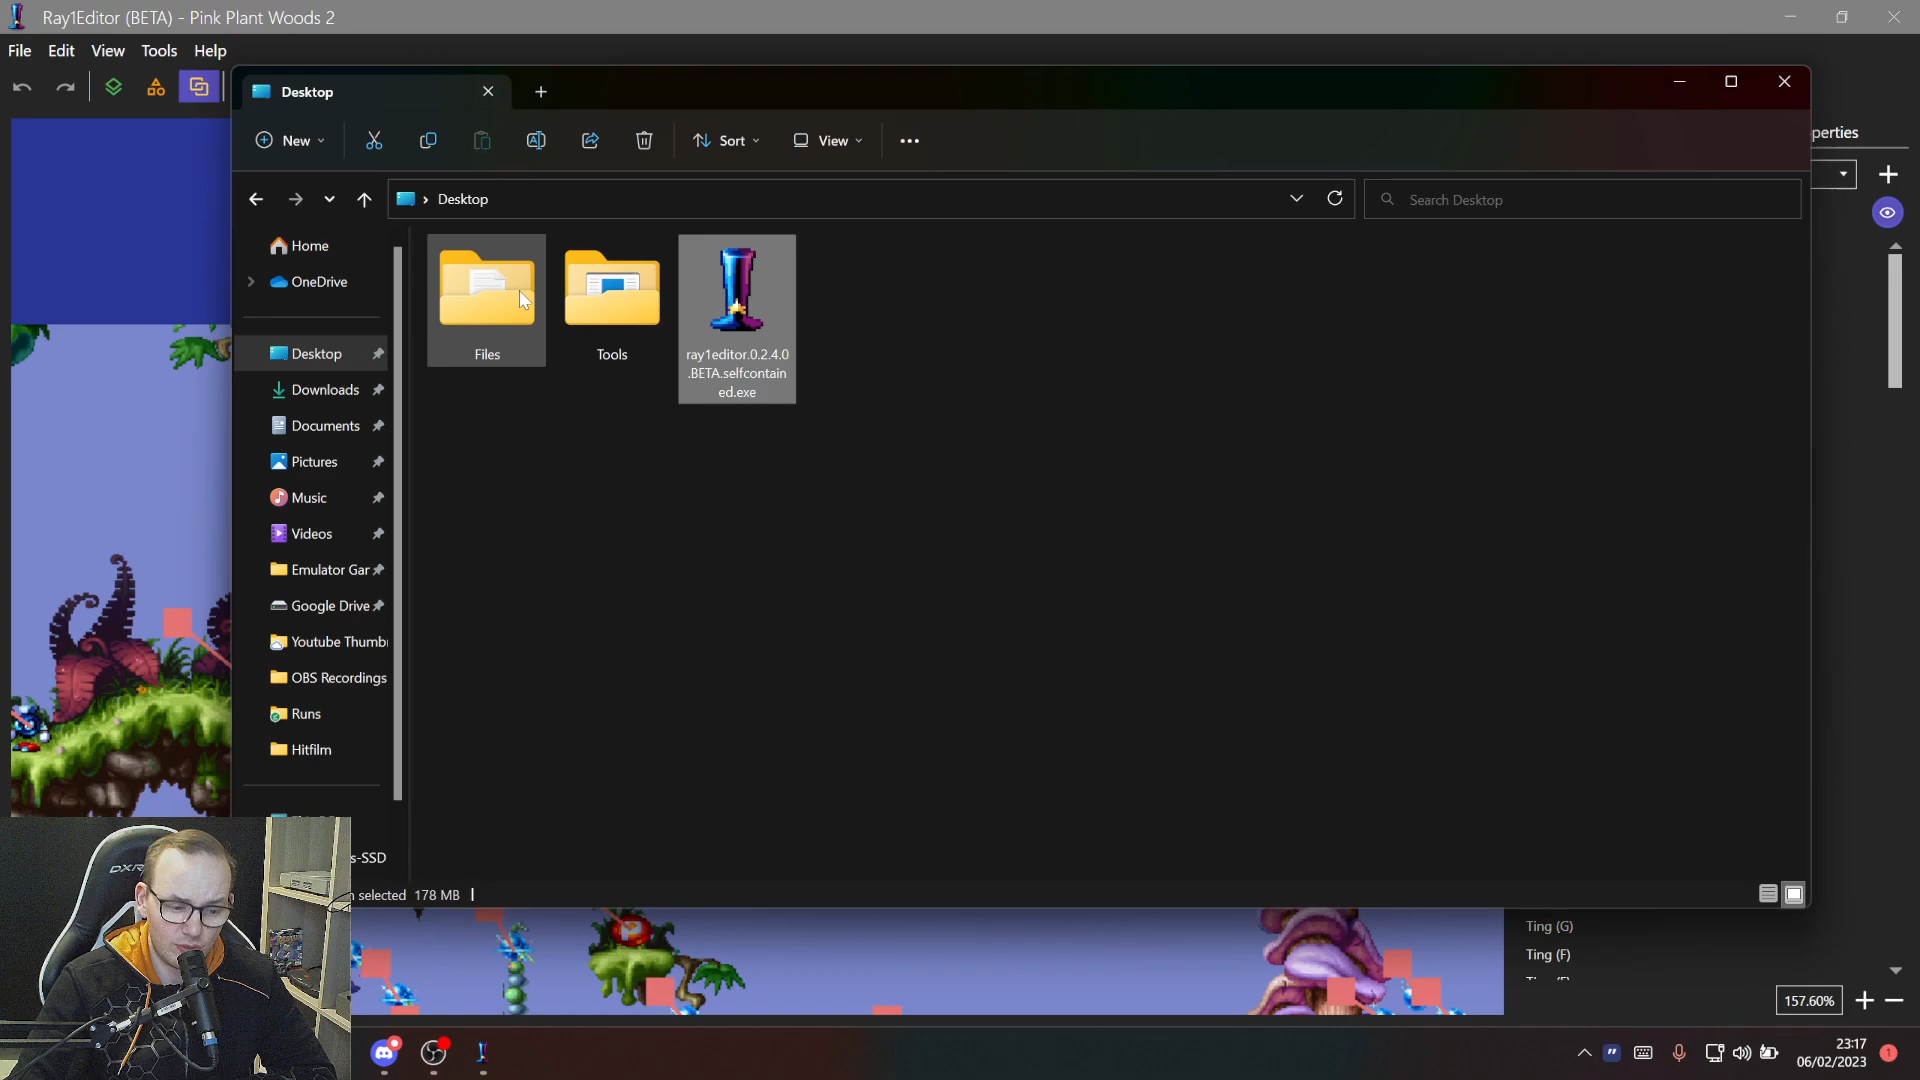 Ray1Editor (BETA) - Pink Plant Woods 2
File Edit View Tools Help
Desktop
New
Sort
View
perties
Desktop
Search Desktop
Home
OneDrive
Desktop
Downloads
Documents
Pictures
Music
Videos
Emulator Gar
Google Drive
Youtube Thumb
OBS Recordings
Runs
Hitfilm
s-SSD
Files
Tools
ray1editor.0.2.4.0
.BETA.selfcontain
ed.exe
selected 178 MB
Ting (G)
Ting (F)
157.60%
DXR
23:17
06/02/2023
1